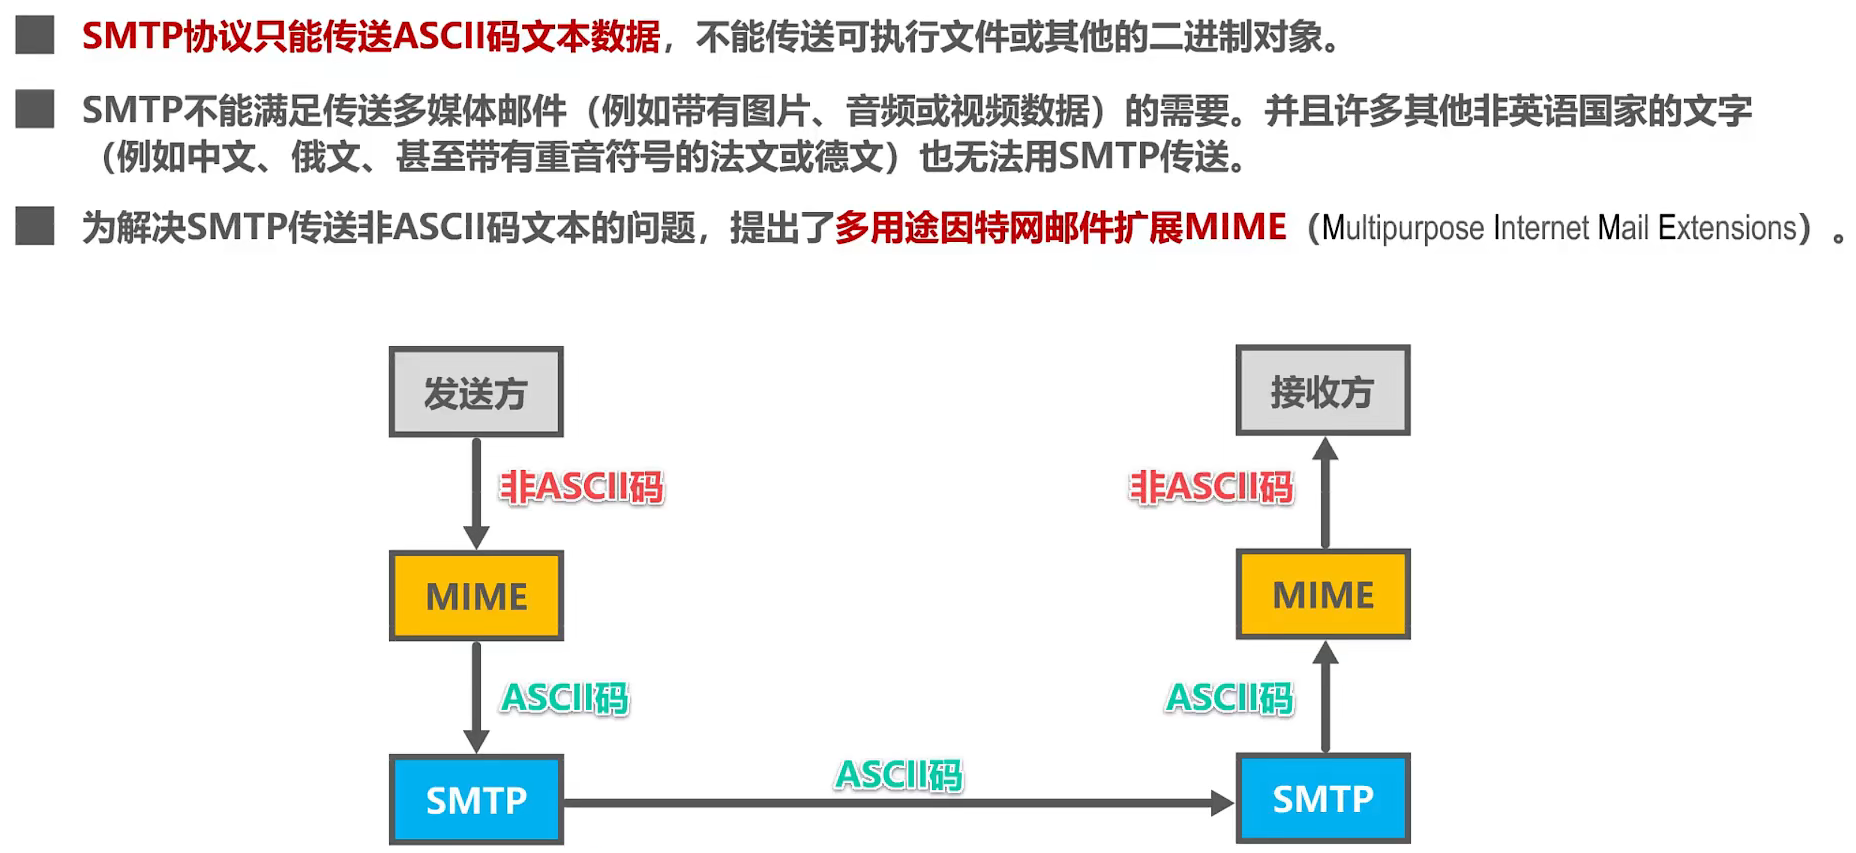 SMTP协议只能传送ASCII码文本数据，不能传送可执行文件或其他的二进制对象。
SMTP不能满足传送多媒体邮件（例如带有图片、音频或视频数据）的需要。并且许多其他非英语国家的文字
（例如中文、俄文、甚至带有重音符号的法文或德文）也无法用SMTP传送。
为解决SMTP传送非ASCII码文本的问题，提出了多用途因特网邮件扩展MIME（Multipurpose Internet Mail Extensions）。
发送方
接收方
非ASCII码
非ASCII码
MIME
MIME
ASCII码
ASCII码
ASCII码
SMTP
SMTP